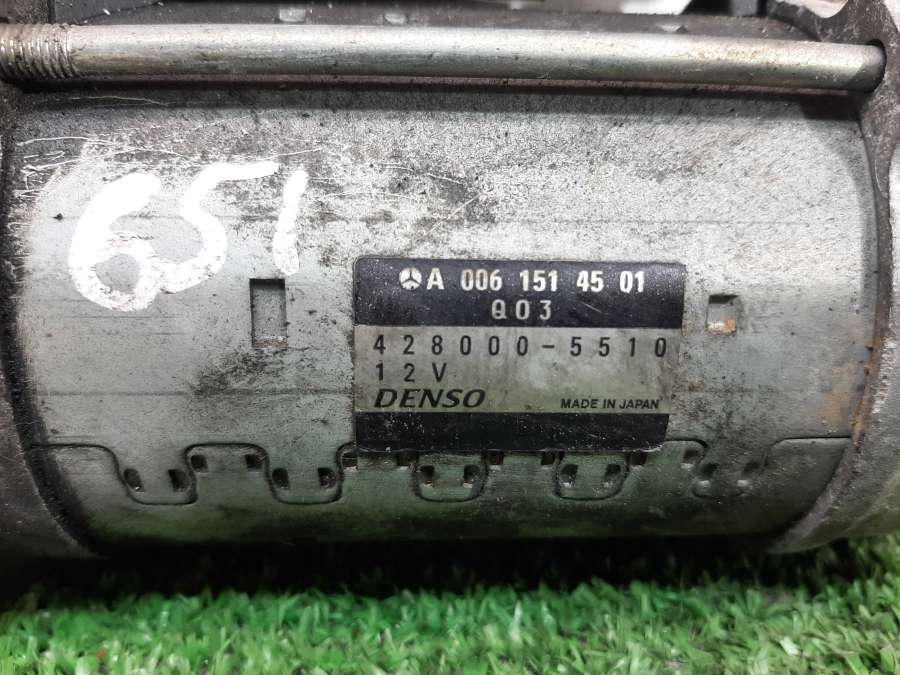 651
A 006 151 45 01
Q03
428000-5510
12V
DENSO
MADE IN JAPAN